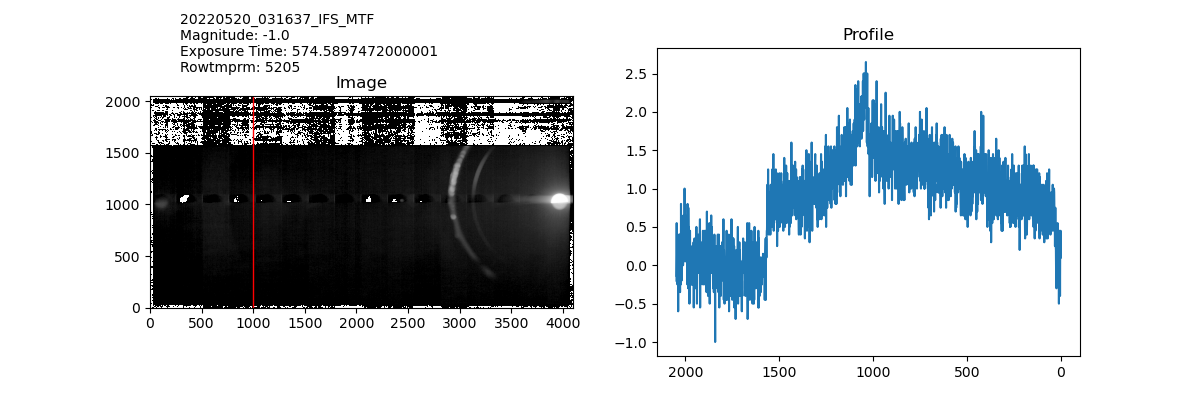 20220520_031637_IFS_MTF
Magnitude: -1.0
Exposure Time: 574.5897472000001
Rowtmprm: 5205
Image
2000
1500
1000
500
0
0 500 1000 1500 2000 2500 3000 3500 4000
Profile
2.5
2.0
1.5
1.0
0.5
0.0
−0.5
−1.0
2000 1500 1000 500 0